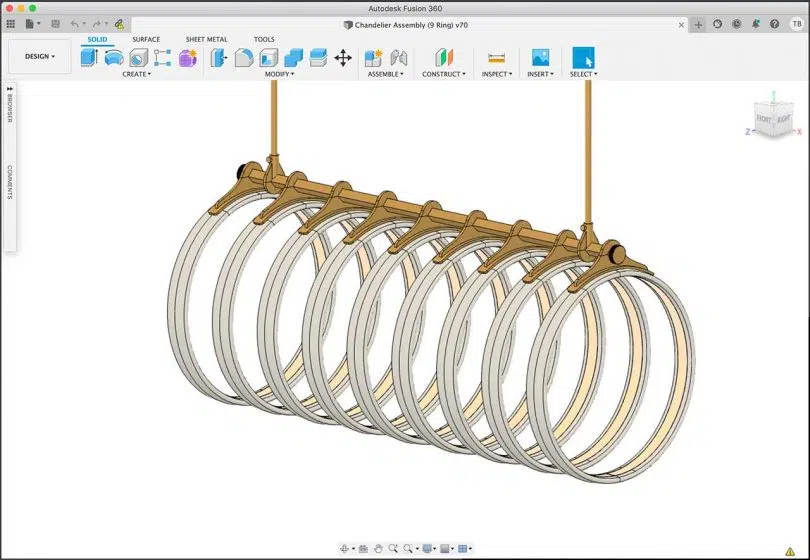 Autodesk Fusion 360
Chandelier Assembly (9 Ring) v70
TB
SOLID SURFACE SHEET METAL TOOLS
DESIGN
CREATE MODIFY ASSEMBLE CONSTRUCT INSPECT INSERT SELECT
BROWSER
COMMENTS
FRONT RIGHT
Y
Z X